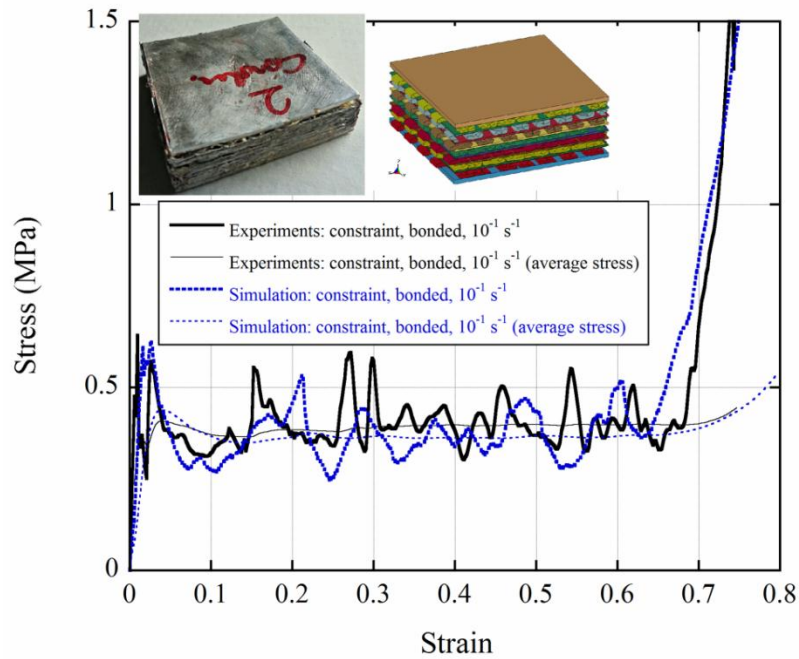 1.5
1
0.5
0
Stress (MPa)
2
Experiments: constraint, bonded, 10⁻¹ s⁻¹
Experiments: constraint, bonded, 10⁻¹ s⁻¹ (average stress)
Simulation: constraint, bonded, 10⁻¹ s⁻¹
Simulation: constraint, bonded, 10⁻¹ s⁻¹ (average stress)
0 0.1 0.2 0.3 0.4 0.5 0.6 0.7 0.8
Strain